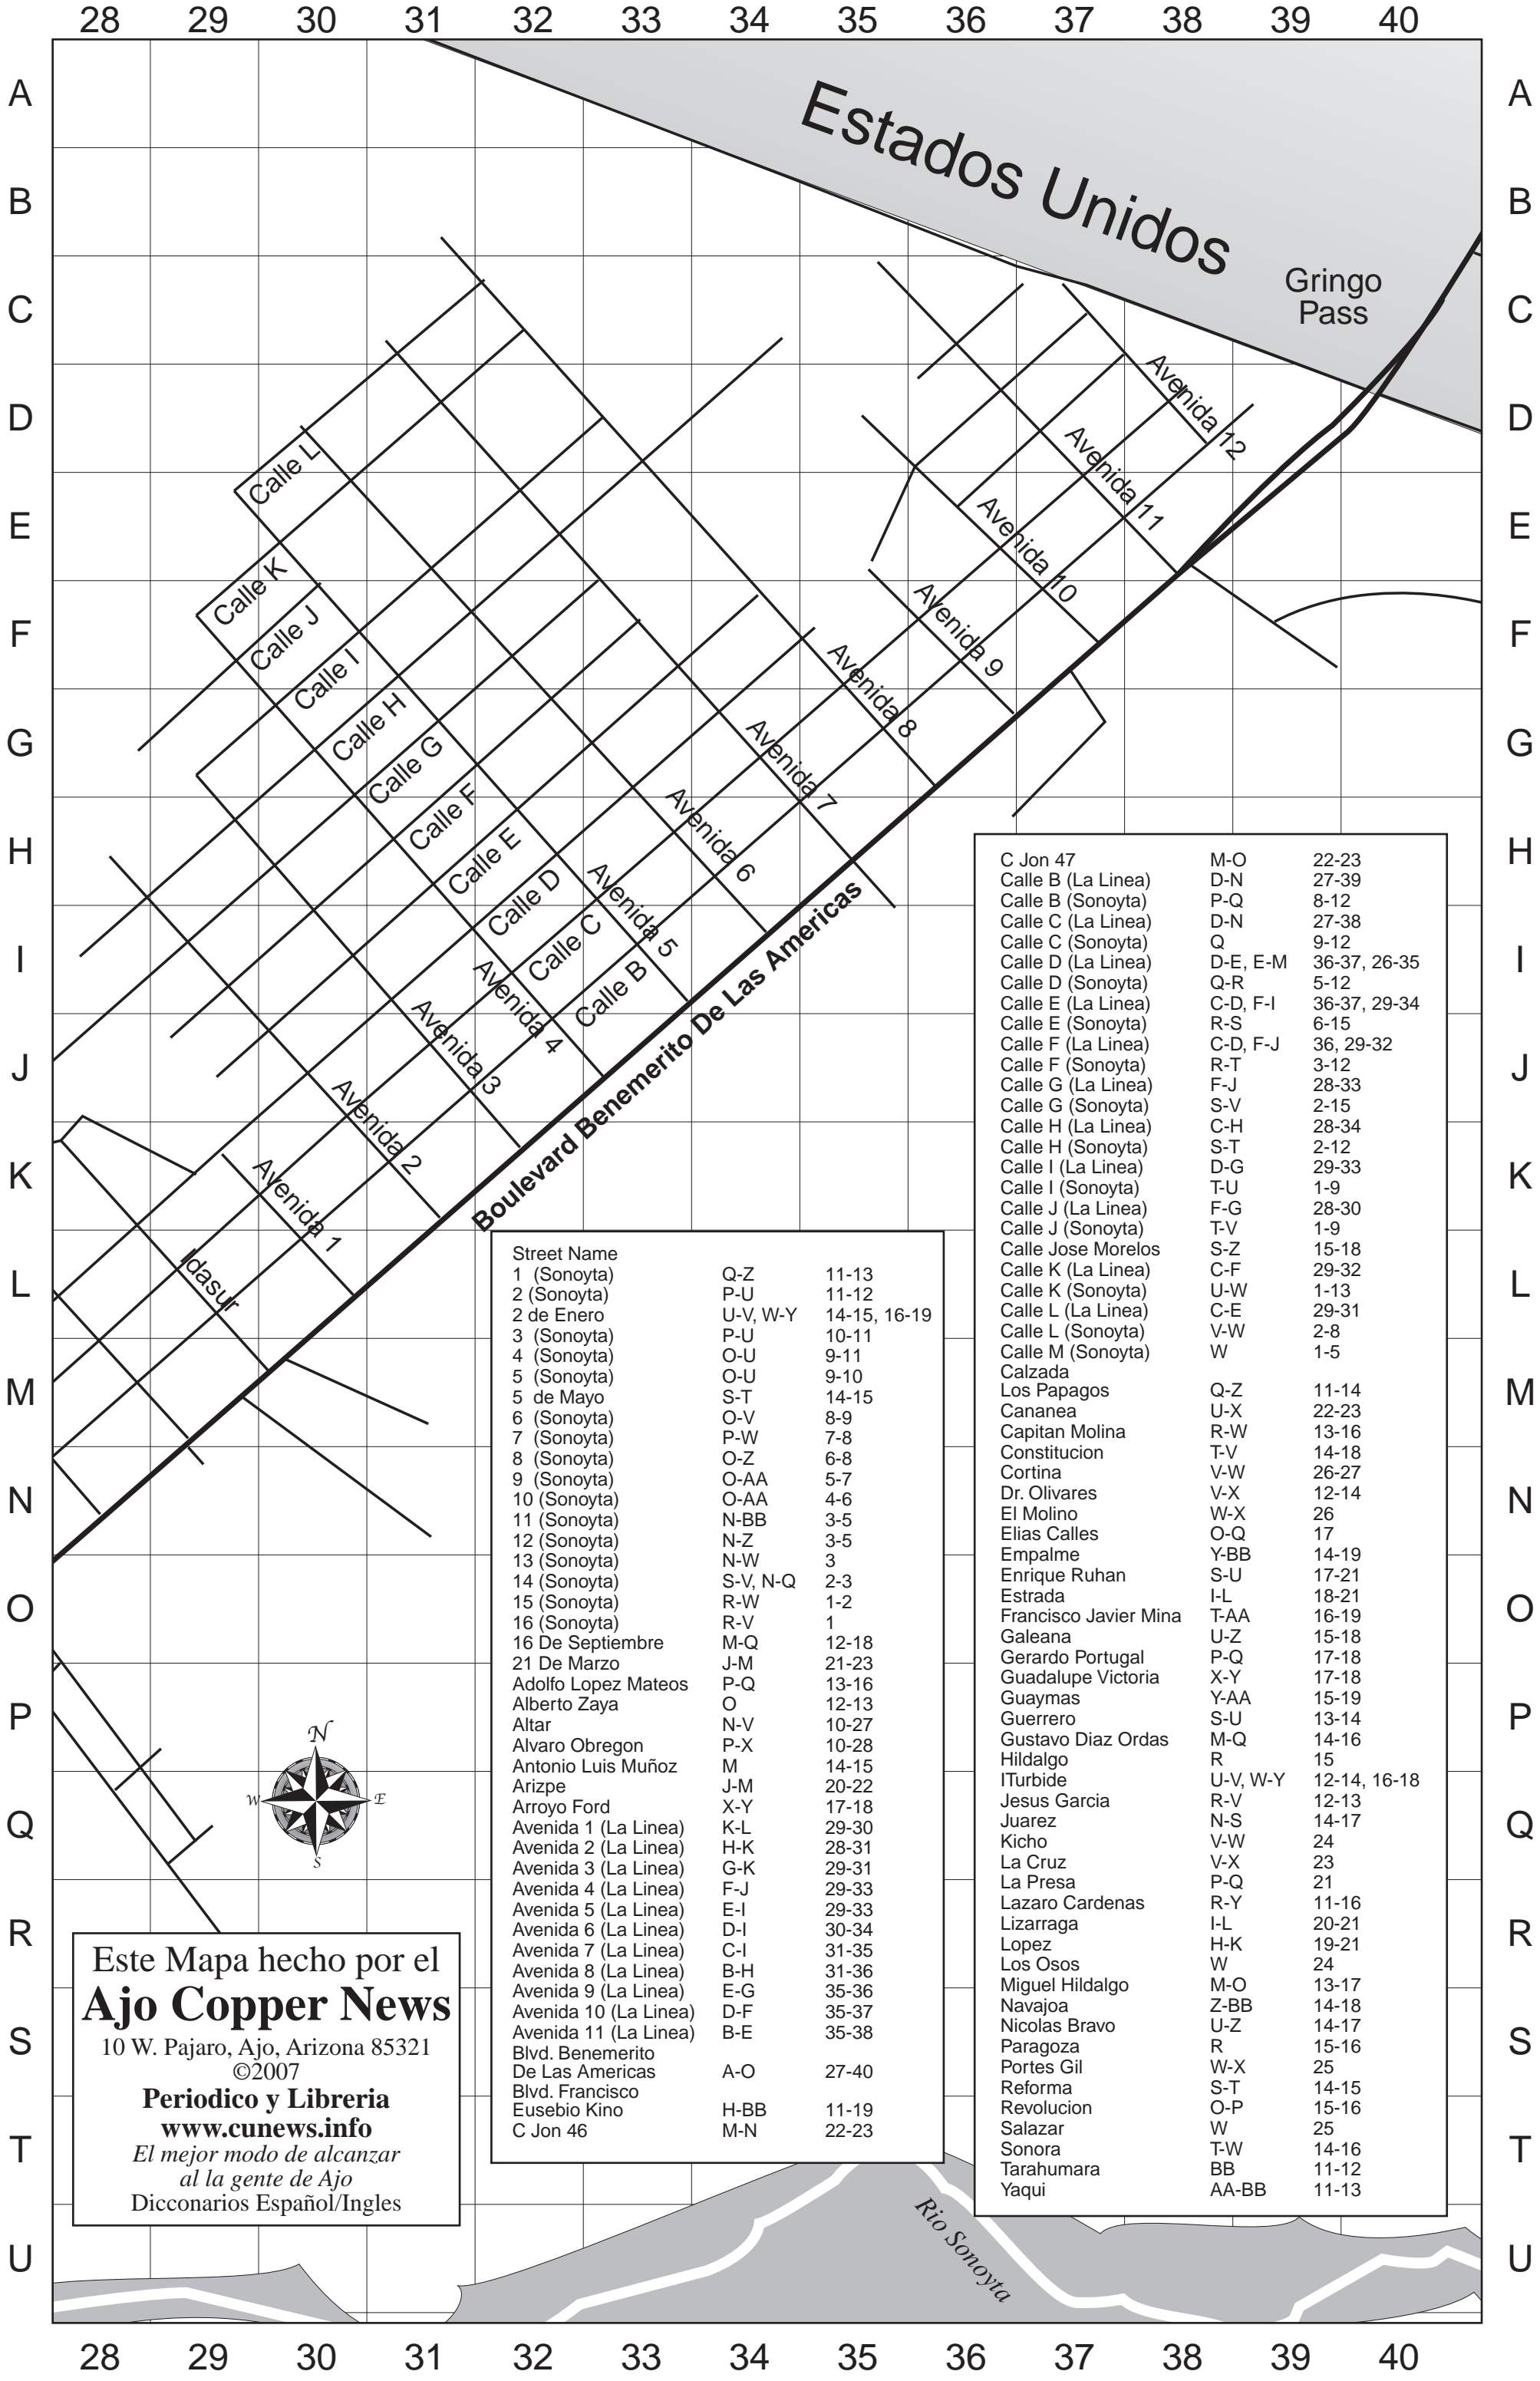 28 29 30 31 32 33 34 35 36 37 38 39 40
A A
B B
C C
D D
E E
F F
G G
H H
I I
J J
K K
L L
M M
N N
O O
P P
Q Q
R R
S S
T T
U U
Estados Unidos
Gringo
Pass
Avenida 12
Avenida 11
Avenida 10
Avenida 9
Avenida 8
Avenida 7
Avenida 6
Avenida 5
Avenida 4
Avenida 3
Avenida 2
Avenida 1
Idasur
Calle L
Calle K
Calle J
Calle I
Calle H
Calle G
Calle F
Calle E
Calle D
Calle C
Calle B
Boulevard Benemerito De Las Americas
Street Name
1 (Sonoyta) Q-Z 11-13
2 (Sonoyta) P-U 11-12
2 de Enero U-V, W-Y 14-15, 16-19
3 (Sonoyta) P-U 10-11
4 (Sonoyta) O-U 9-11
5 (Sonoyta) O-U 9-10
5 de Mayo S-T 14-15
6 (Sonoyta) O-V 8-9
7 (Sonoyta) P-W 7-8
8 (Sonoyta) O-Z 6-8
9 (Sonoyta) O-AA 5-7
10 (Sonoyta) O-AA 4-6
11 (Sonoyta) N-BB 3-5
12 (Sonoyta) N-Z 3-5
13 (Sonoyta) N-W 3
14 (Sonoyta) S-V, N-Q 2-3
15 (Sonoyta) R-W 1-2
16 (Sonoyta) R-V 1
16 De Septiembre M-Q 12-18
21 De Marzo J-M 21-23
Adolfo Lopez Mateos P-Q 13-16
Alberto Zaya O 12-13
Altar N-V 10-27
Alvaro Obregon P-X 10-28
Antonio Luis Muñoz M 14-15
Arizpe J-M 20-22
Arroyo Ford X-Y 17-18
Avenida 1 (La Linea) K-L 29-30
Avenida 2 (La Linea) H-K 28-31
Avenida 3 (La Linea) G-K 29-31
Avenida 4 (La Linea) F-J 29-33
Avenida 5 (La Linea) E-I 29-33
Avenida 6 (La Linea) D-I 30-34
Avenida 7 (La Linea) C-I 31-35
Avenida 8 (La Linea) B-H 31-36
Avenida 9 (La Linea) E-G 35-36
Avenida 10 (La Linea) D-F 35-37
Avenida 11 (La Linea) B-E 35-38
Blvd. Benemerito
De Las Americas A-O 27-40
Blvd. Francisco
Eusebio Kino H-BB 11-19
C Jon 46 M-N 22-23
C Jon 47 M-O 22-23
Calle B (La Linea) D-N 27-39
Calle B (Sonoyta) P-Q 8-12
Calle C (La Linea) D-N 27-38
Calle C (Sonoyta) Q 9-12
Calle D (La Linea) D-E, E-M 36-37, 26-35
Calle D (Sonoyta) Q-R 5-12
Calle E (La Linea) C-D, F-I 36-37, 29-34
Calle E (Sonoyta) R-S 6-15
Calle F (La Linea) C-D, F-J 36, 29-32
Calle F (Sonoyta) R-T 3-12
Calle G (La Linea) F-J 28-33
Calle G (Sonoyta) S-V 2-15
Calle H (La Linea) C-H 28-34
Calle H (Sonoyta) S-T 2-12
Calle I (La Linea) D-G 29-33
Calle I (Sonoyta) T-U 1-9
Calle J (La Linea) F-G 28-30
Calle J (Sonoyta) T-V 1-9
Calle Jose Morelos S-Z 15-18
Calle K (La Linea) C-F 29-32
Calle K (Sonoyta) U-W 1-13
Calle L (La Linea) C-E 29-31
Calle L (Sonoyta) V-W 2-8
Calle M (Sonoyta) W 1-5
Calzada
Los Papagos Q-Z 11-14
Cananea U-X 22-23
Capitan Molina R-W 13-16
Constitucion T-V 14-18
Cortina V-W 26-27
Dr. Olivares V-X 12-14
El Molino W-X 26
Elias Calles O-Q 17
Empalme Y-BB 14-19
Enrique Ruhan S-U 17-21
Estrada I-L 18-21
Francisco Javier Mina T-AA 16-19
Galeana U-Z 15-18
Gerardo Portugal P-Q 17-18
Guadalupe Victoria X-Y 17-18
Guaymas Y-AA 15-19
Guerrero S-U 13-14
Gustavo Diaz Ordas M-Q 14-16
Hildalgo R 15
ITurbide U-V, W-Y 12-14, 16-18
Jesus Garcia R-V 12-13
Juarez N-S 14-17
Kicho V-W 24
La Cruz V-X 23
La Presa P-Q 21
Lazaro Cardenas R-Y 11-16
Lizarraga I-L 20-21
Lopez H-K 19-21
Los Osos W 24
Miguel Hildalgo M-O 13-17
Navajoa Z-BB 14-18
Nicolas Bravo U-Z 14-17
Paragoza R 15-16
Portes Gil W-X 25
Reforma S-T 14-15
Revolucion O-P 15-16
Salazar W 25
Sonora T-W 14-16
Tarahumara BB 11-12
Yaqui AA-BB 11-13
N
W E
S
Este Mapa hecho por el
Ajo Copper News
10 W. Pajaro, Ajo, Arizona 85321
©2007
Periodico y Libreria
www.cunews.info
El mejor modo de alcanzar
al la gente de Ajo
Dicconarios Español/Ingles
Rio Sonoyta
28 29 30 31 32 33 34 35 36 37 38 39 40